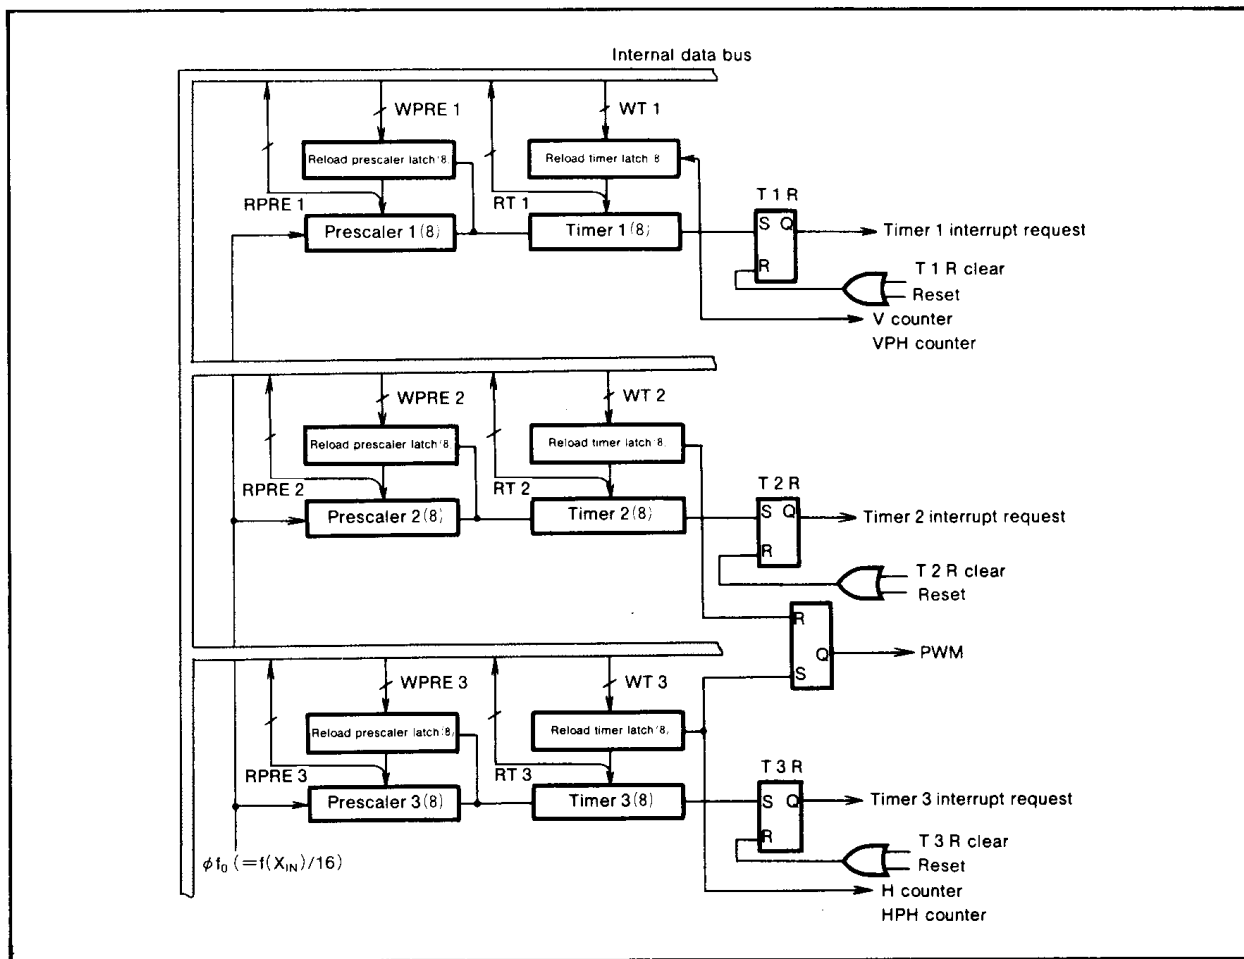 Internal data bus
WPRE 1
WT 1
Reload prescaler latch (8)
Reload timer latch 8
RPRE 1
RT 1
T 1 R
Prescaler 1(8)
Timer 1(8)
S Q
R
Timer 1 interrupt request
T 1 R clear
Reset
V counter
VPH counter
WPRE 2
WT 2
Reload prescaler latch (8)
Reload timer latch (8)
RPRE 2
RT 2
T 2 R
Prescaler 2(8)
Timer 2(8)
S Q
R
Timer 2 interrupt request
T 2 R clear
Reset
R
Q
S
PWM
WPRE 3
WT 3
Reload prescaler latch (8)
Reload timer latch (8)
RPRE 3
RT 3
T 3 R
Prescaler 3(8)
Timer 3(8)
S Q
R
Timer 3 interrupt request
T 3 R clear
Reset
φf₀ (=f(X_IN)/16)
H counter
HPH counter